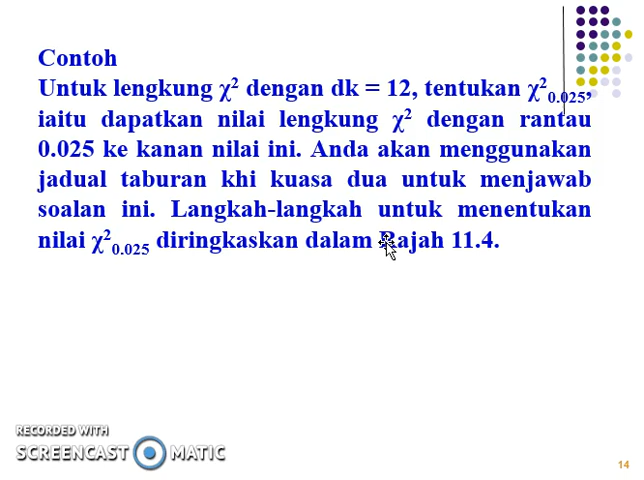 Contoh
Untuk lengkung χ² dengan dk = 12, tentukan χ²₀.₀₂₅,
iaitu dapatkan nilai lengkung χ² dengan rantau
0.025 ke kanan nilai ini. Anda akan menggunakan
jadual taburan khi kuasa dua untuk menjawab
soalan ini. Langkah-langkah untuk menentukan
nilai χ²₀.₀₂₅ diringkaskan dalam Rajah 11.4.
RECORDED WITH
SCREENCAST MATIC
14